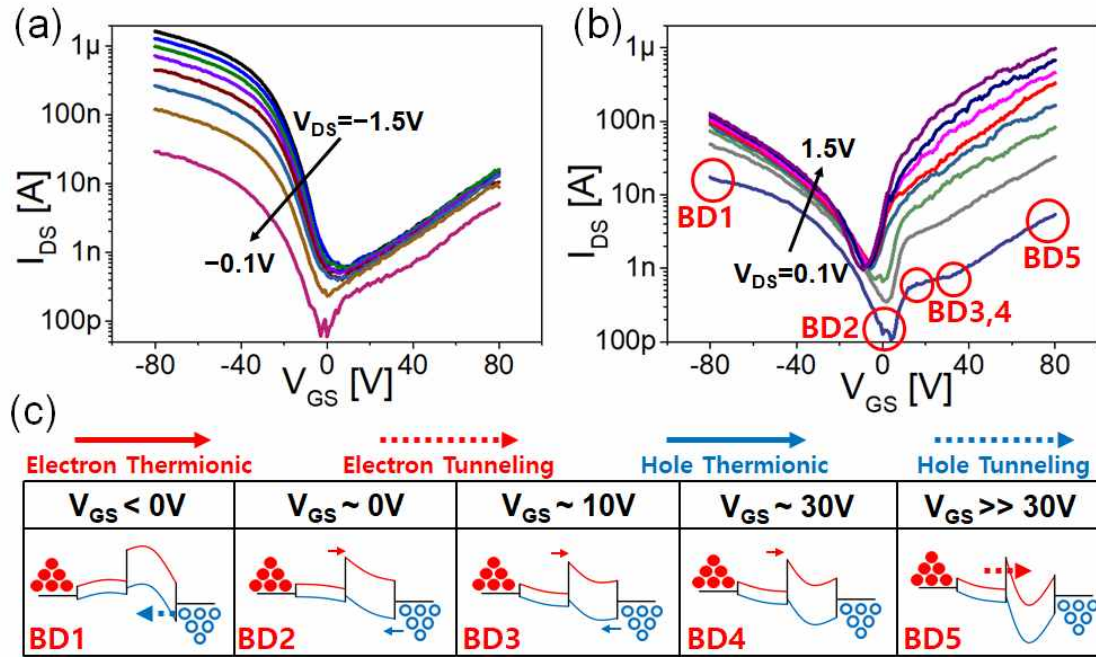 (a)
1μ
100n
10n
1n
100p
I_DS [A]
V_DS=−1.5V
−0.1V
-80
-40
0
40
80
V_GS [V]
(b)
1μ
100n
10n
1n
100p
I_DS [A]
1.5V
V_DS=0.1V
BD1
BD2
BD3,4
BD5
-80
-40
0
40
80
V_GS [V]
(c)
Electron Thermionic
Electron Tunneling
Hole Thermionic
Hole Tunneling
V_GS < 0V
V_GS ~ 0V
V_GS ~ 10V
V_GS ~ 30V
V_GS >> 30V
BD1
BD2
BD3
BD4
BD5